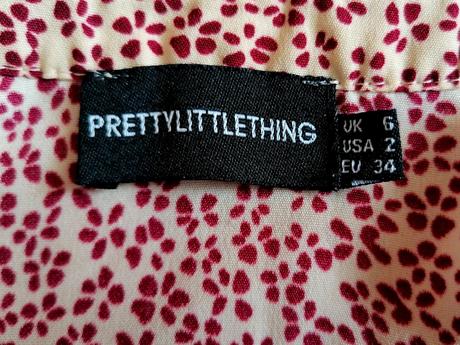 PRETTYLITTLETHING
UK 6
USA 2
EU 34